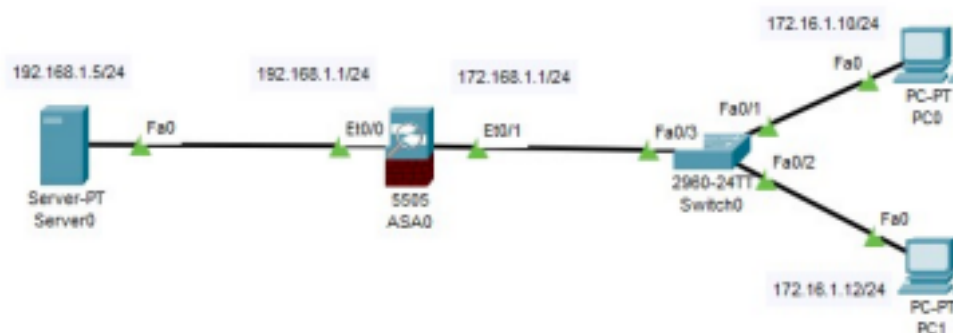 172.16.1.10/24
192.168.1.5/24
192.168.1.1/24
172.168.1.1/24
Fa0
PC-PT
PC0
Fa0/1
Fa0
Et0/0
Et0/1
Fa0/3
Fa0/2
Server-PT
Server0
5505
ASA0
2960-24TT
Switch0
Fa0
172.16.1.12/24
PC-PT
PC1